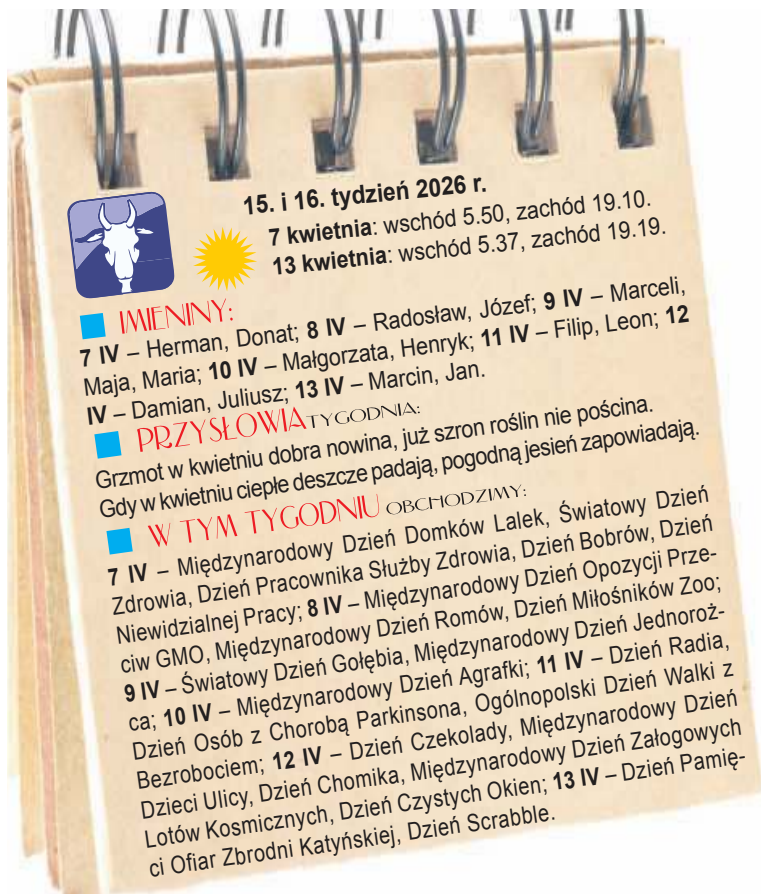 15. i 16. tydzień 2026 r.
7 kwietnia: wschód 5.50, zachód 19.10.
13 kwietnia: wschód 5.37, zachód 19.19.
IMIENINY:
7 IV – Herman, Donat; 8 IV – Radosław, Józef; 9 IV – Marceli,
Maja, Maria; 10 IV – Małgorzata, Henryk; 11 IV – Filip, Leon; 12
IV – Damian, Juliusz; 13 IV – Marcin, Jan.
PRZYSŁOWIA TYGODNIA:
Grzmot w kwietniu dobra nowina, już szron roślin nie pościna.
Gdy w kwietniu ciepłe deszcze padają, pogodną jesień zapowiadają.
W TYM TYGODNIU OBCHODZIMY:
7 IV – Międzynarodowy Dzień Domków Lalek, Światowy Dzień
Zdrowia, Dzień Pracownika Służby Zdrowia, Dzień Bobrów, Dzień
Niewidzialnej Pracy; 8 IV – Międzynarodowy Dzień Opozycji Prze-
ciw GMO, Międzynarodowy Dzień Romów, Dzień Miłośników Zoo;
9 IV – Światowy Dzień Gołębia, Międzynarodowy Dzień Jednoroż-
ca; 10 IV – Międzynarodowy Dzień Agrafki; 11 IV – Dzień Radia,
Dzień Osób z Chorobą Parkinsona, Ogólnopolski Dzień Walki z
Bezrobociem; 12 IV – Dzień Czekolady, Międzynarodowy Dzień
Dzieci Ulicy, Dzień Chomika, Międzynarodowy Dzień Załogowych
Lotów Kosmicznych, Dzień Czystych Okien; 13 IV – Dzień Pamię-
ci Ofiar Zbrodni Katyńskiej, Dzień Scrabble.